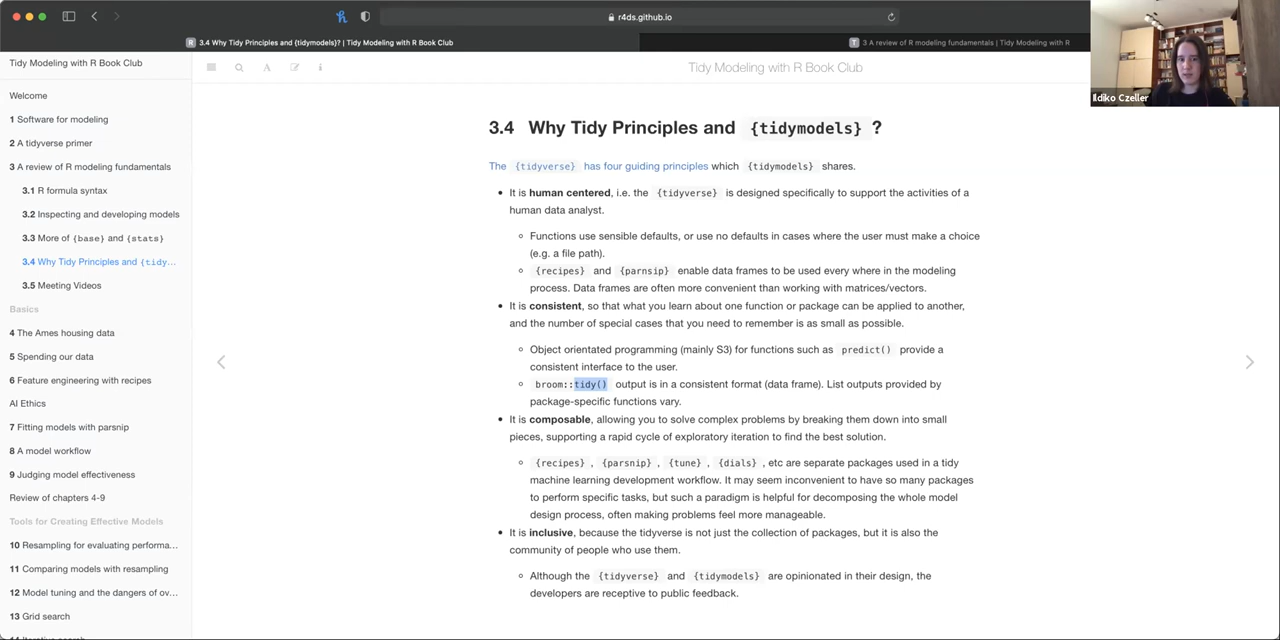 r4ds.github.io
R 3.4 Why Tidy Principles and {tidymodels}? | Tidy Modeling with R Book Club
T 3 A review of R modeling fundamentals | Tidy Modeling with R
Ildiko Czeller
Tidy Modeling with R Book Club
Welcome
1 Software for modeling
2 A tidyverse primer
3 A review of R modeling fundamentals
3.1 R formula syntax
3.2 Inspecting and developing models
3.3 More of {base} and {stats}
3.4 Why Tidy Principles and {tidy…
3.5 Meeting Videos
Basics
4 The Ames housing data
5 Spending our data
6 Feature engineering with recipes
AI Ethics
7 Fitting models with parsnip
8 A model workflow
9 Judging model effectiveness
Review of chapters 4-9
Tools for Creating Effective Models
10 Resampling for evaluating performa…
11 Comparing models with resampling
12 Model tuning and the dangers of ov…
13 Grid search
A
i
Tidy Modeling with R Book Club
3.4 Why Tidy Principles and {tidymodels} ?
The {tidyverse} has four guiding principles which {tidymodels} shares.
• It is human centered, i.e. the {tidyverse} is designed specifically to support the activities of a
human data analyst.
◦ Functions use sensible defaults, or use no defaults in cases where the user must make a choice
(e.g. a file path).
◦ {recipes} and {parnsip} enable data frames to be used every where in the modeling
process. Data frames are often more convenient than working with matrices/vectors.
• It is consistent, so that what you learn about one function or package can be applied to another,
and the number of special cases that you need to remember is as small as possible.
◦ Object orientated programming (mainly S3) for functions such as predict() provide a
consistent interface to the user.
◦ broom::tidy() output is in a consistent format (data frame). List outputs provided by
package-specific functions vary.
• It is composable, allowing you to solve complex problems by breaking them down into small
pieces, supporting a rapid cycle of exploratory iteration to find the best solution.
◦ {recipes} , {parsnip} , {tune} , {dials} , etc are separate packages used in a tidy
machine learning development workflow. It may seem inconvenient to have so many packages
to perform specific tasks, but such a paradigm is helpful for decomposing the whole model
design process, often making problems feel more manageable.
• It is inclusive, because the tidyverse is not just the collection of packages, but it is also the
community of people who use them.
◦ Although the {tidyverse} and {tidymodels} are opinionated in their design, the
developers are receptive to public feedback.